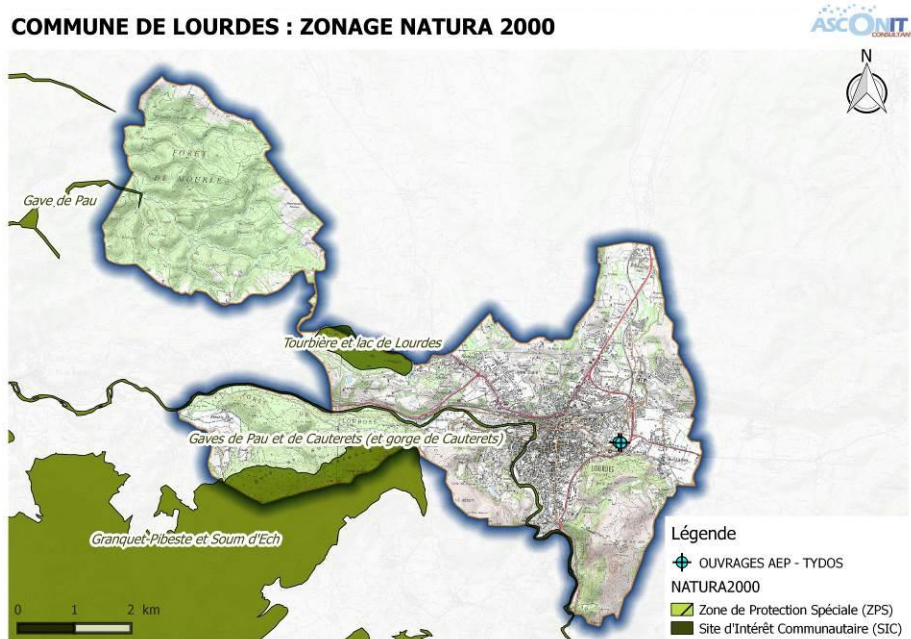 COMMUNE DE LOURDES : ZONAGE NATURA 2000
ASCONIT
CONSULTANT
N
FORÊT
DE MOURLE
Gave de Pau
Tourbière et lac de Lourdes
Gaves de Pau et de Cauterets (et gorge de Cauterets)
LOURDES
Granquet-Pibeste et Soum d'Ech
Légende
OUVRAGES AEP - TYDOS
NATURA2000
Zone de Protection Spéciale (ZPS)
Site d'Intérêt Communautaire (SIC)
0 1 2 km